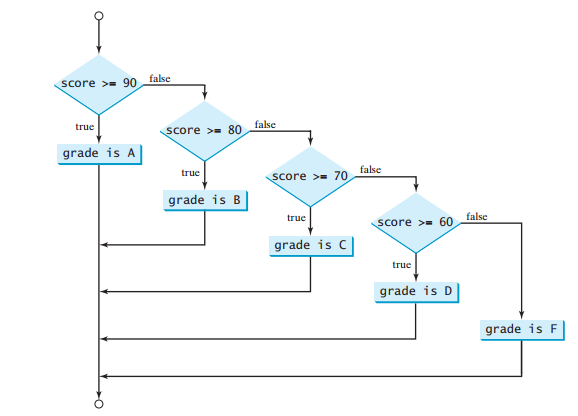 score >= 90
false
true
grade is A
score >= 80
false
true
grade is B
score >= 70
false
true
grade is C
score >= 60
false
true
grade is D
grade is F